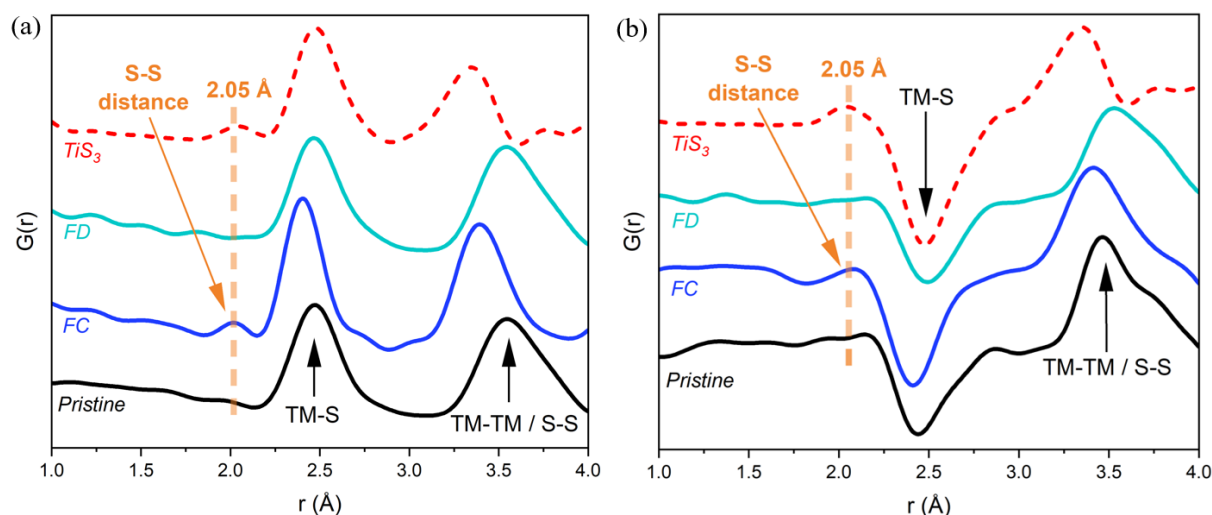 (a)
S-S
distance
2.05 Å
TiS3
FD
FC
Pristine
TM-S
TM-TM / S-S
G(r)
1.0 1.5 2.0 2.5 3.0 3.5 4.0
r (Å)
(b)
S-S
distance
2.05 Å
TM-S
TiS3
FD
FC
Pristine
TM-TM / S-S
G(r)
1.0 1.5 2.0 2.5 3.0 3.5 4.0
r (Å)